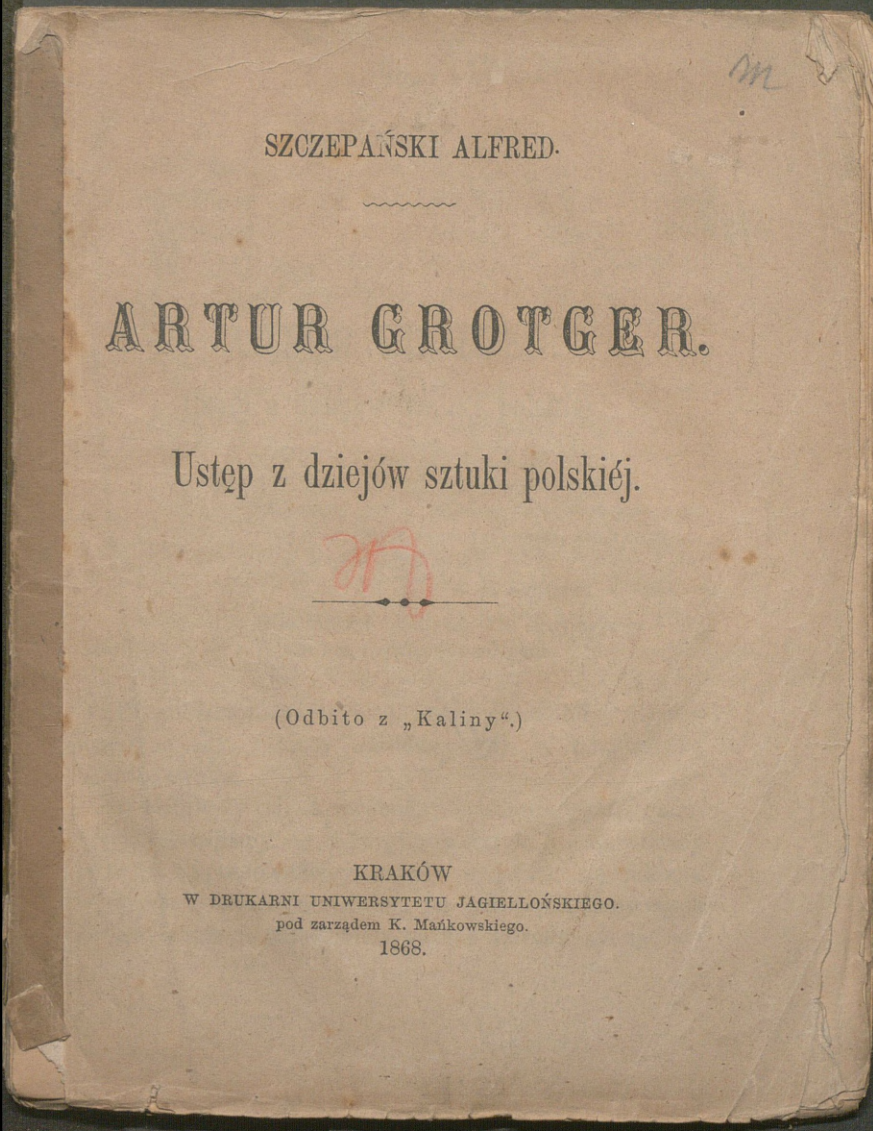 m
SZCZEPAŃSKI ALFRED.
ARTUR GROTGER.
Ustęp z dziejów sztuki polskiéj.
(Odbito z „Kaliny“.)
KRAKÓW
W DRUKARNI UNIWERSYTETU JAGIELLOŃSKIEGO.
pod zarządem K. Mańkowskiego.
1868.